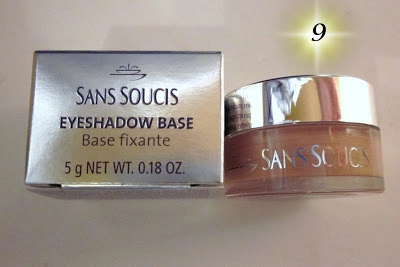 9
SANS SOUCIS
EYESHADOW BASE
Base fixante
5 g NET WT. 0.18 OZ.
SANS SOUCIS